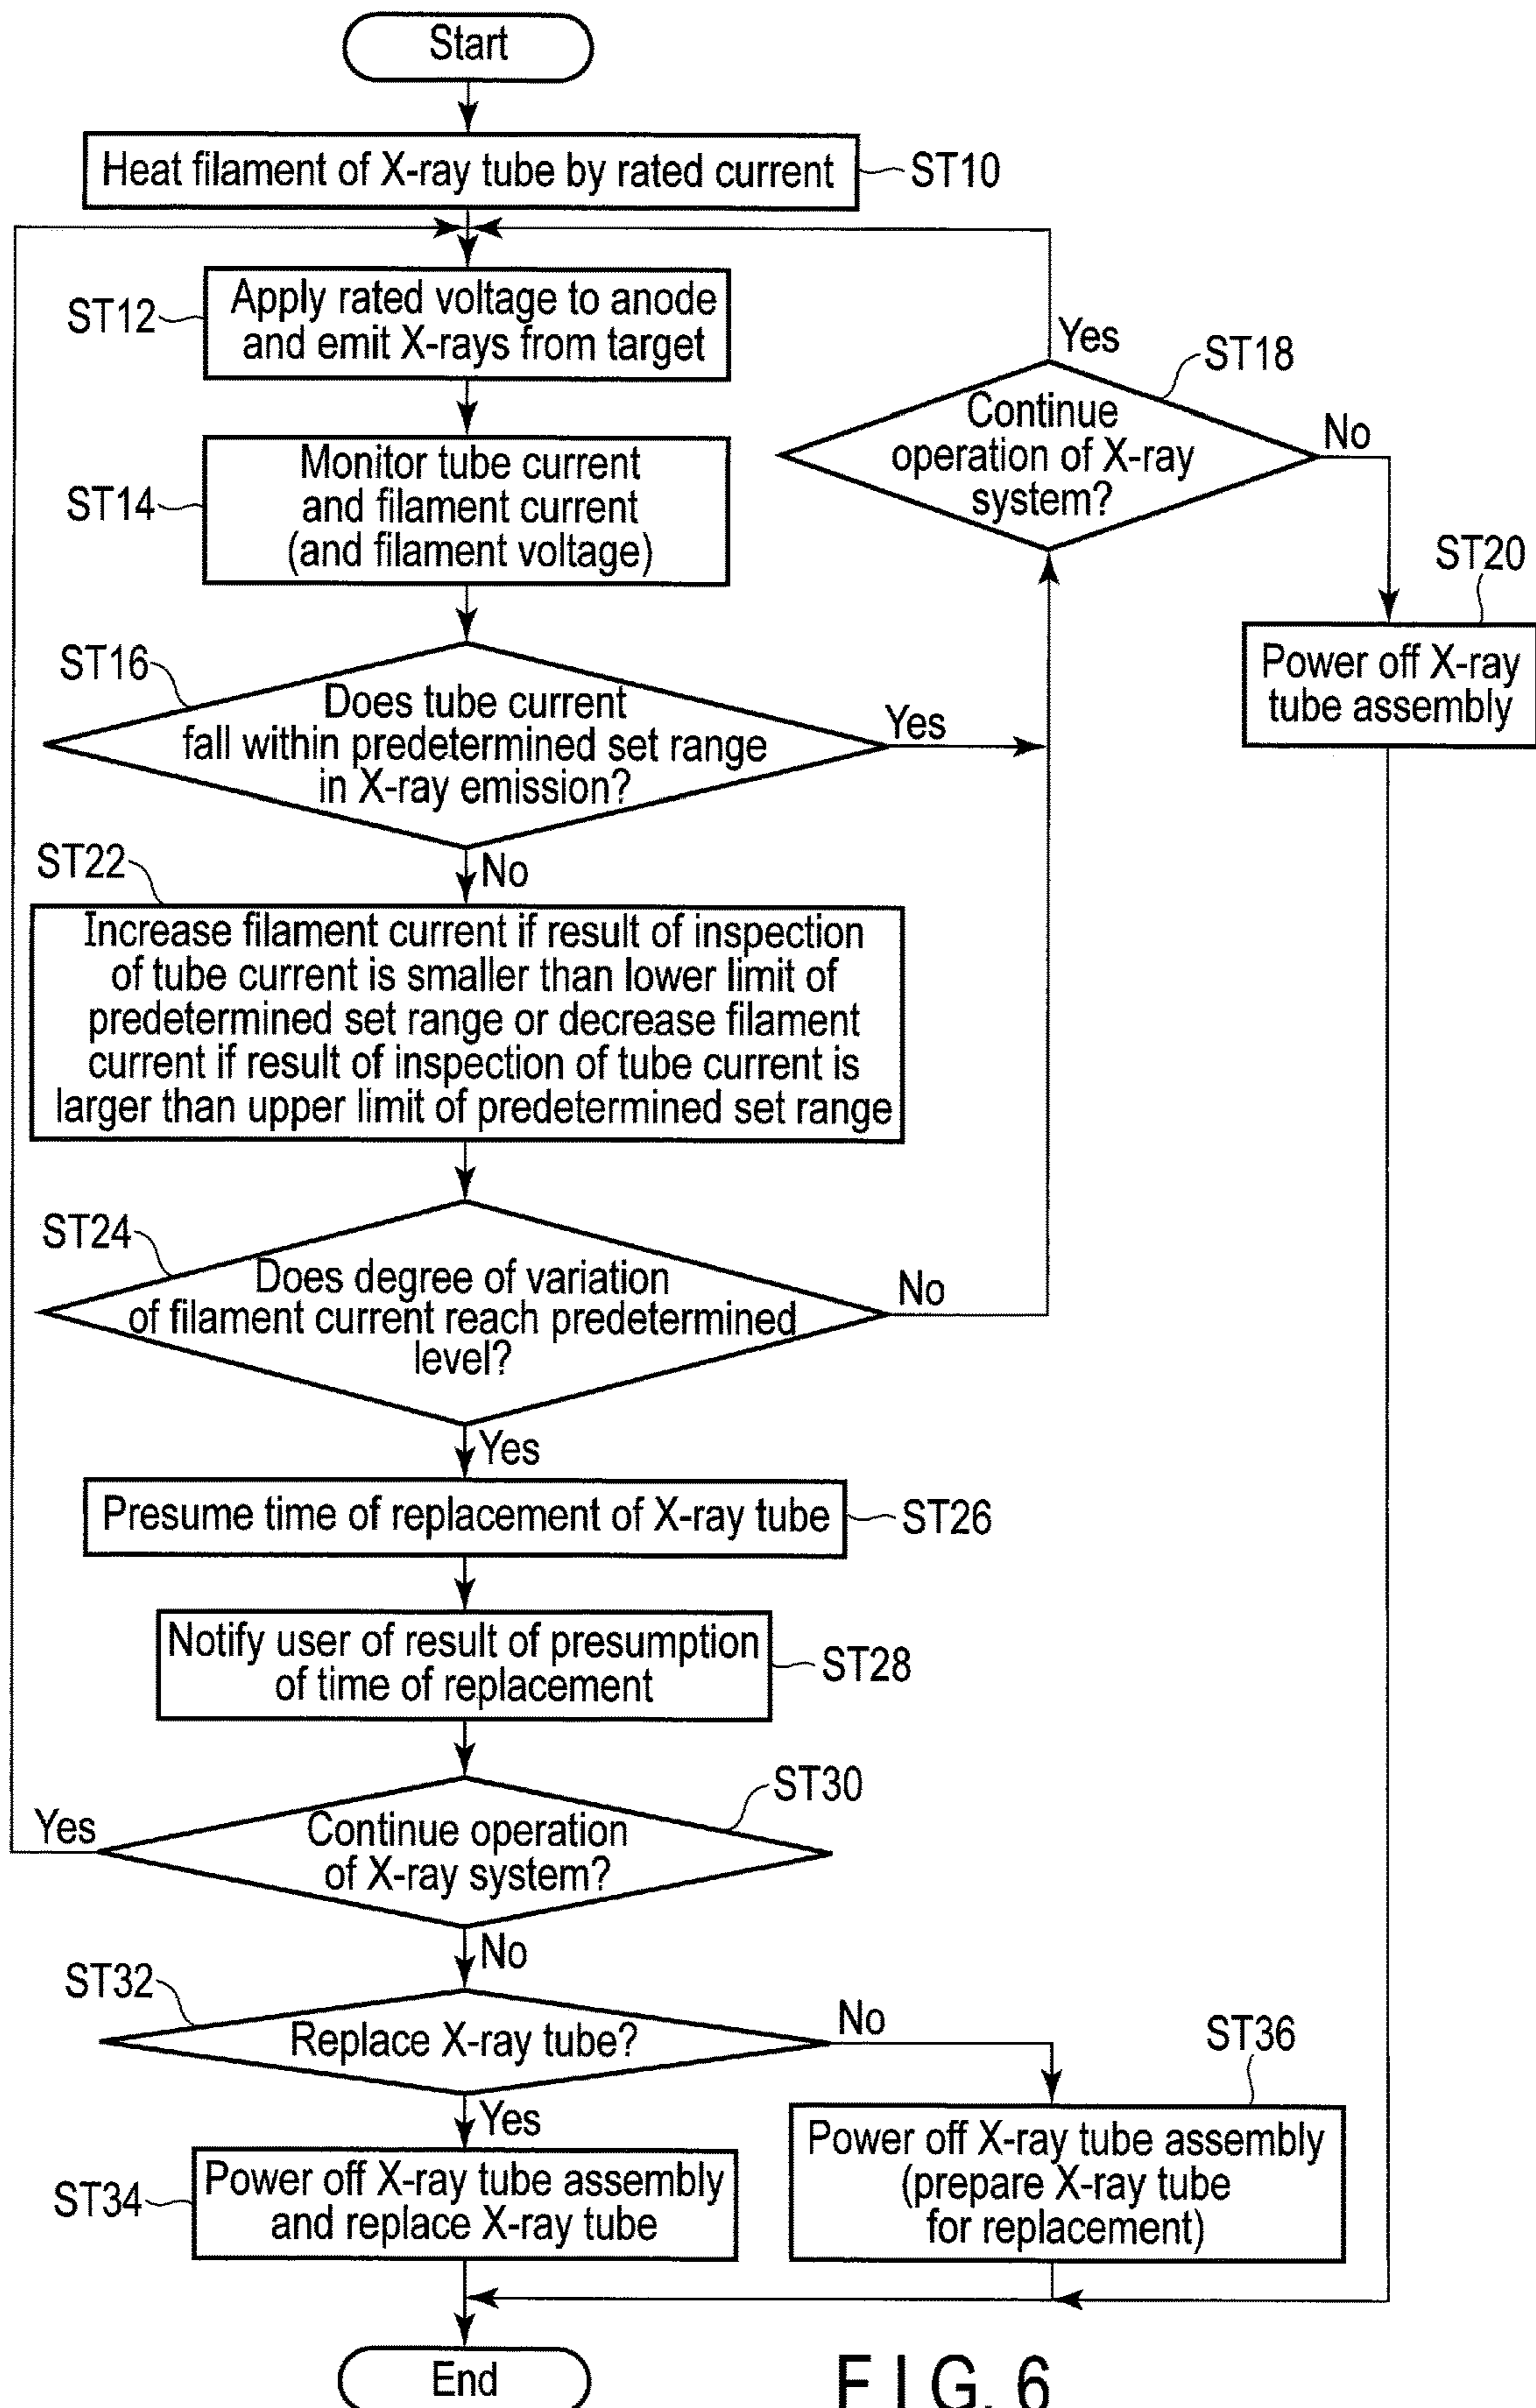 Start
Heat filament of X-ray tube by rated current
ST10
ST12
Apply rated voltage to anode
and emit X-rays from target
ST14
Monitor tube current
and filament current
(and filament voltage)
Yes
ST18
Continue
operation of X-ray
system?
No
ST20
Power off X-ray
tube assembly
ST16
Does tube current
fall within predetermined set range
in X-ray emission?
Yes
No
ST22
Increase filament current if result of inspection
of tube current is smaller than lower limit of
predetermined set range or decrease filament
current if result of inspection of tube current is
larger than upper limit of predetermined set range
ST24
Does degree of variation
of filament current reach predetermined
level?
No
Yes
Presume time of replacement of X-ray tube
ST26
Notify user of result of presumption
of time of replacement
ST28
ST30
Continue operation
of X-ray system?
Yes
No
ST32
Replace X-ray tube?
No
Yes
ST34
Power off X-ray tube assembly
and replace X-ray tube
ST36
Power off X-ray tube assembly
(prepare X-ray tube
for replacement)
End
FIG. 6